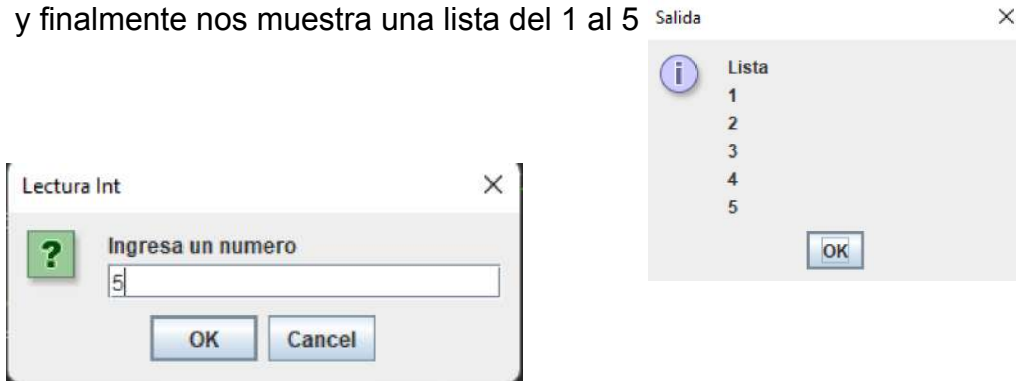 y finalmente nos muestra una lista del 1 al 5
Salida
Lista
1
2
3
4
5
OK
Lectura Int
Ingresa un numero
5
OK
Cancel